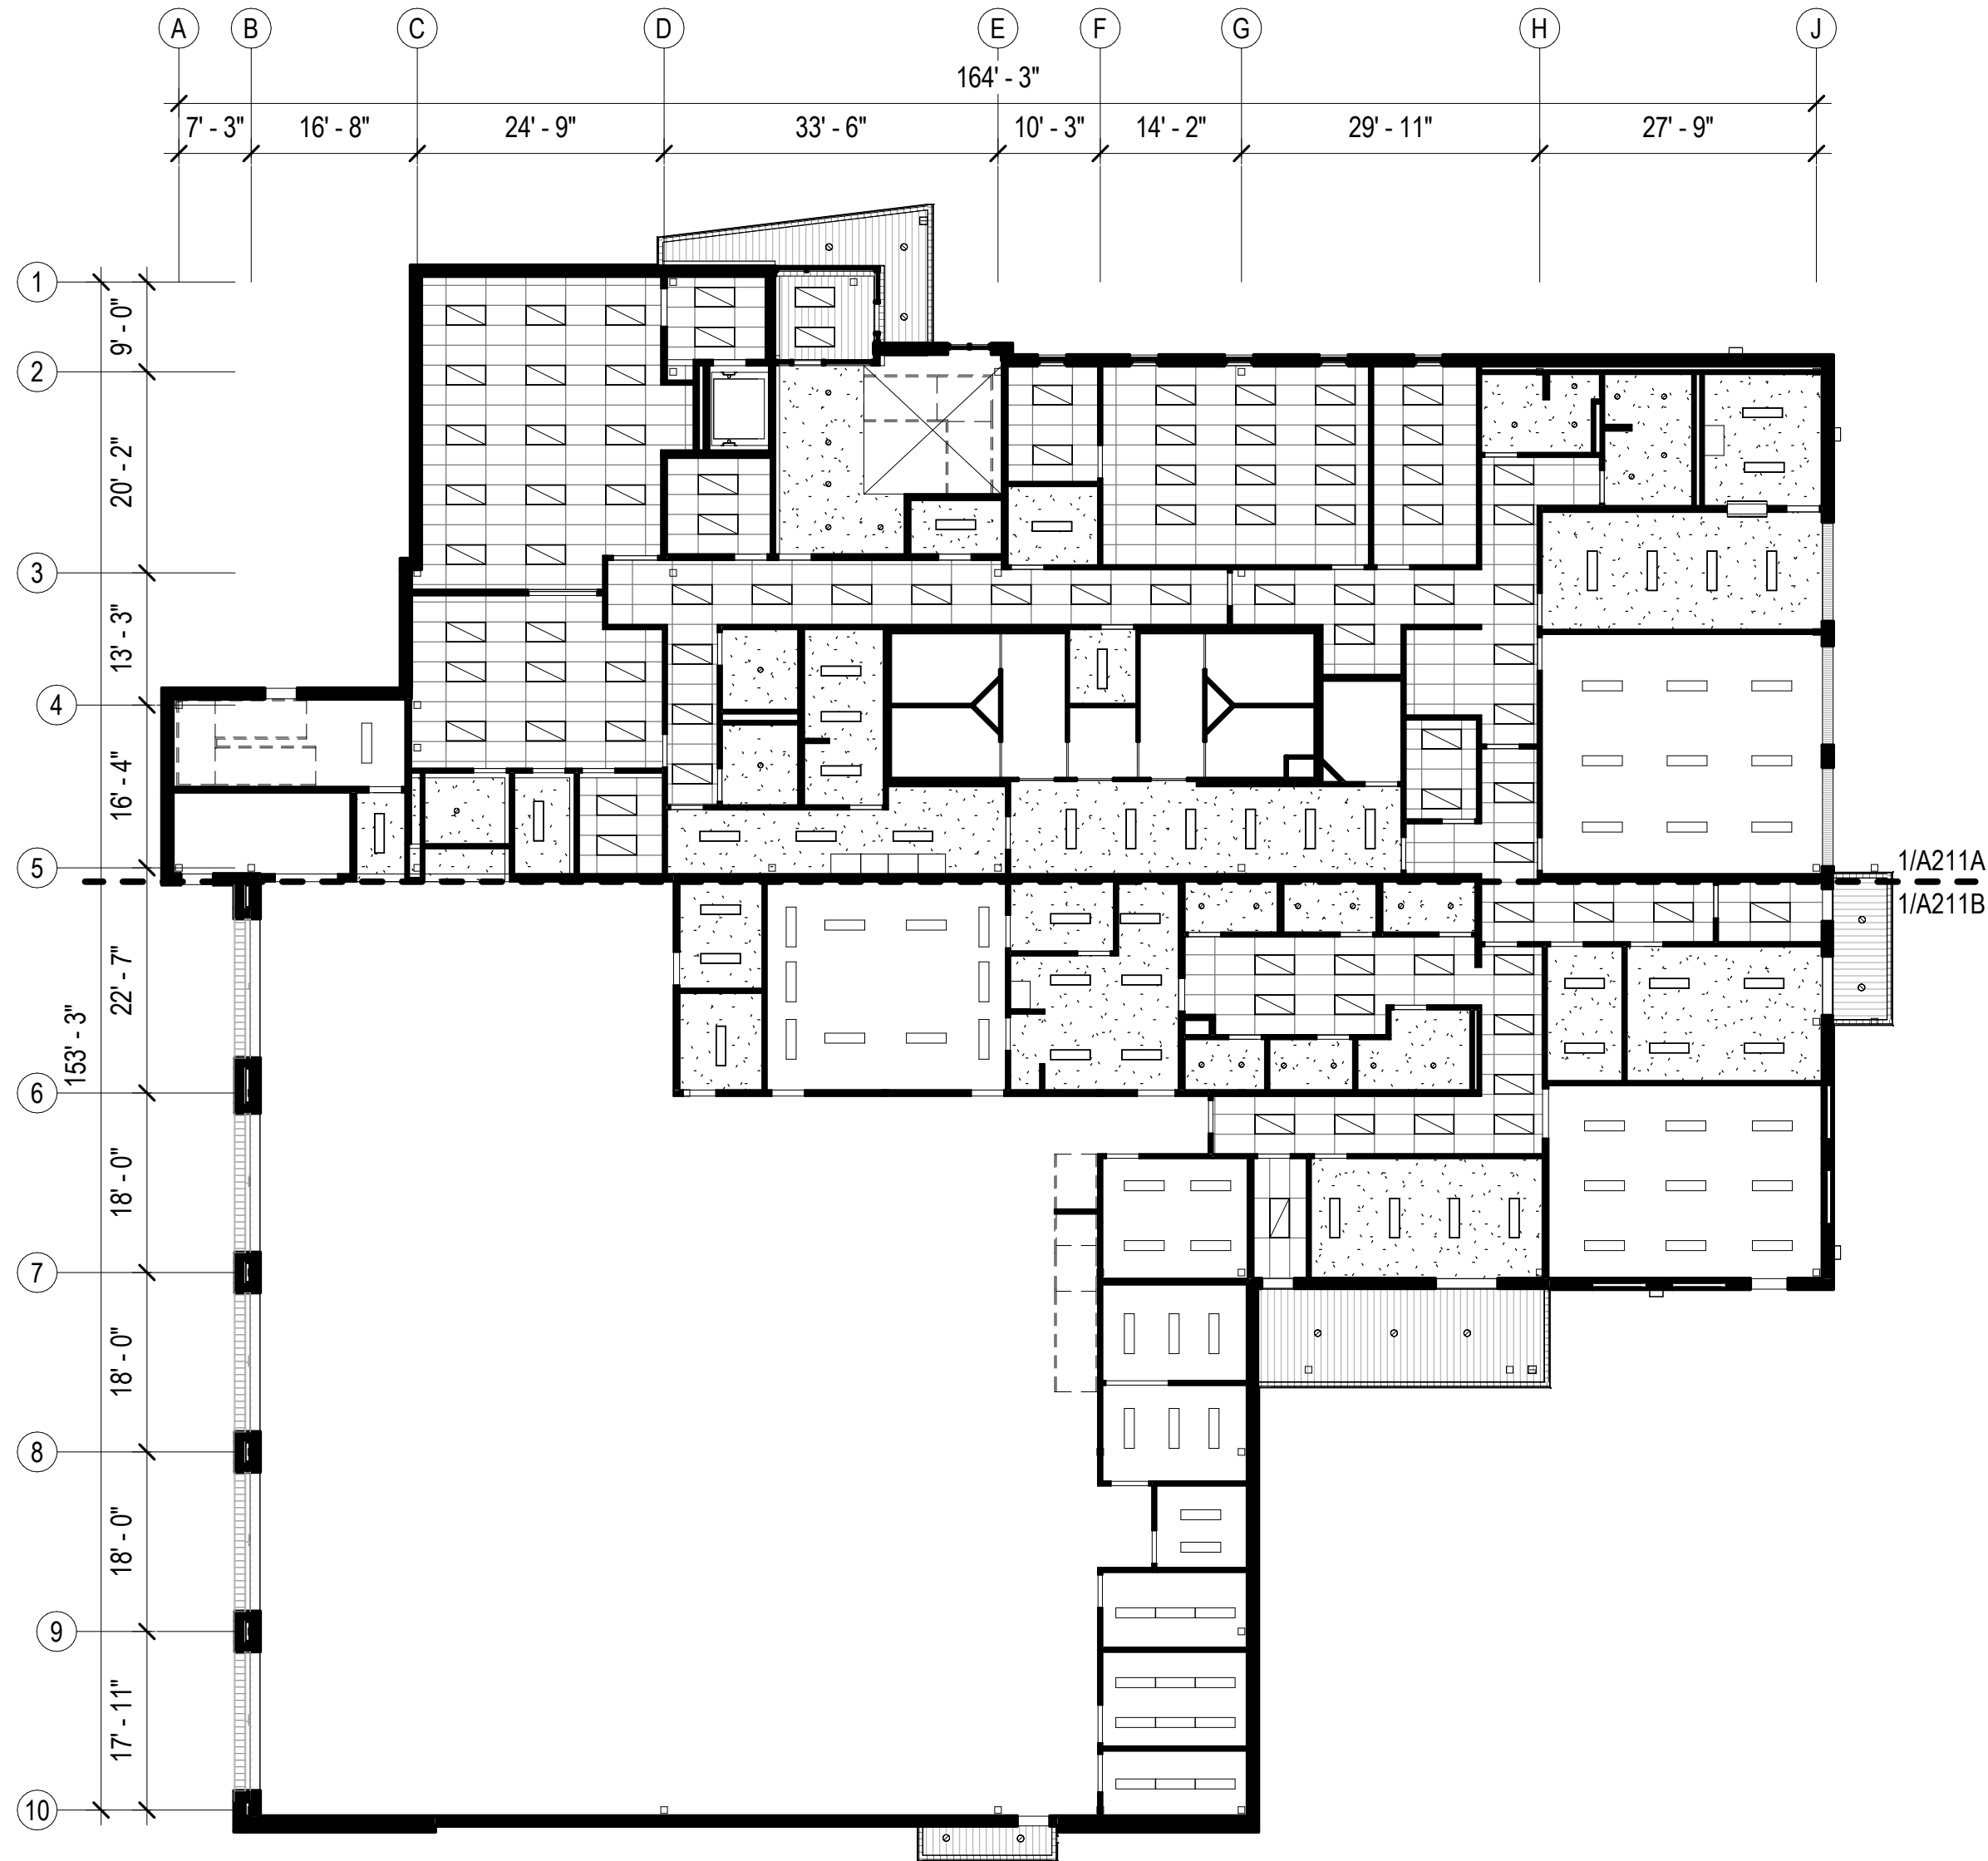 A B C D E F G H J
164' - 3"
7' - 3" 16' - 8" 24' - 9" 33' - 6" 10' - 3" 14' - 2" 29' - 11" 27' - 9"
1
9' - 0"
2
20' - 2"
3
13' - 3"
4
16' - 4"
5
1/A211A
1/A211B
22' - 7"
153' - 3"
6
18' - 0"
7
18' - 0"
8
18' - 0"
9
17' - 11"
10